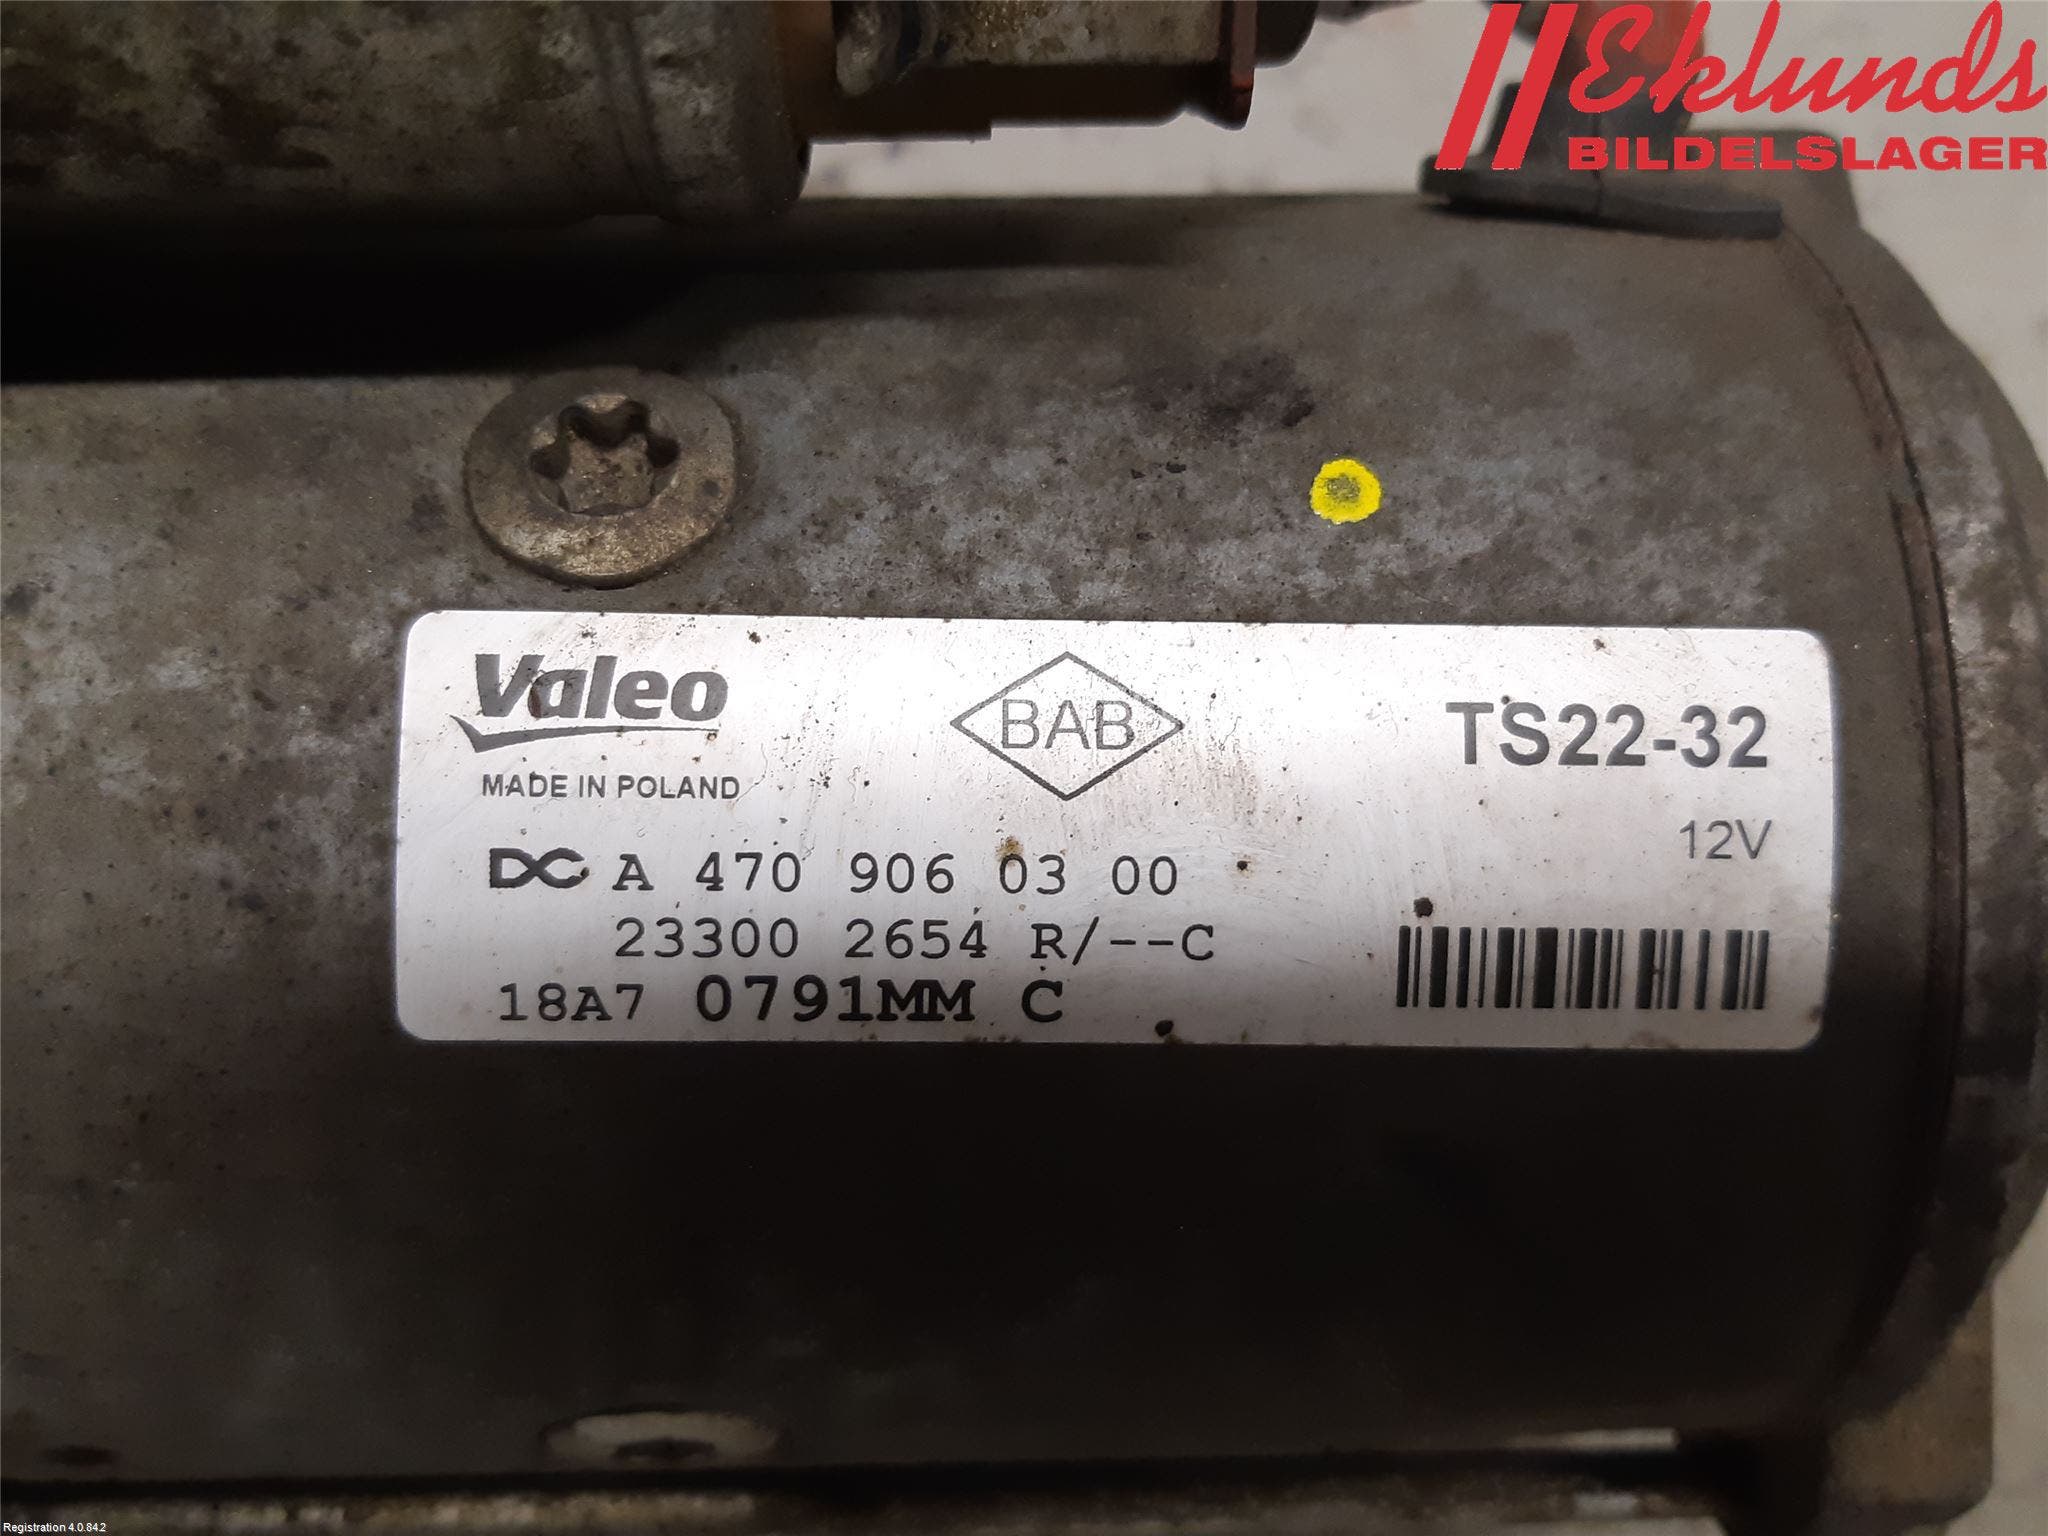 Eklunds
BILDELSLAGER
Valeo
MADE IN POLAND
BAB
TS22-32
12V
DC A 470 906 03 00
23300 2654 R/--C
18A7 0791MM C
Registration 4.0.84.2